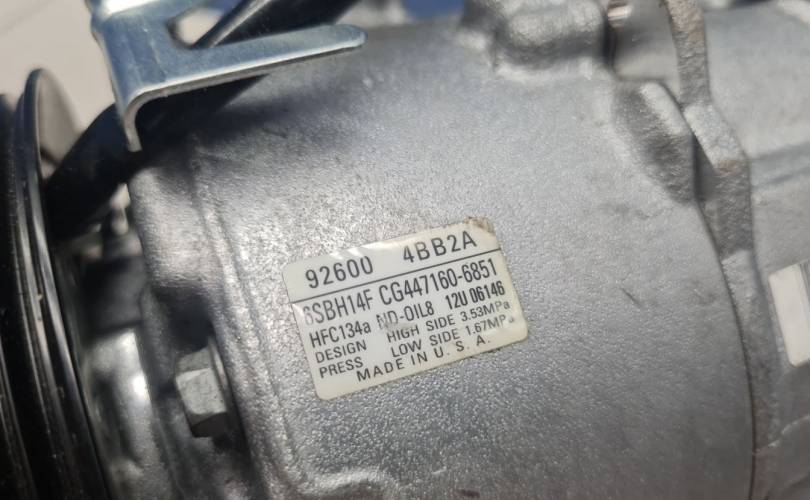 92600 4BB2A
6SBH14F CG447160-6851
HFC134a ND-OIL8 12U 06146
DESIGN HIGH SIDE 3.53MPa
PRESS LOW SIDE 1.67MPa
MADE IN U.S.A.